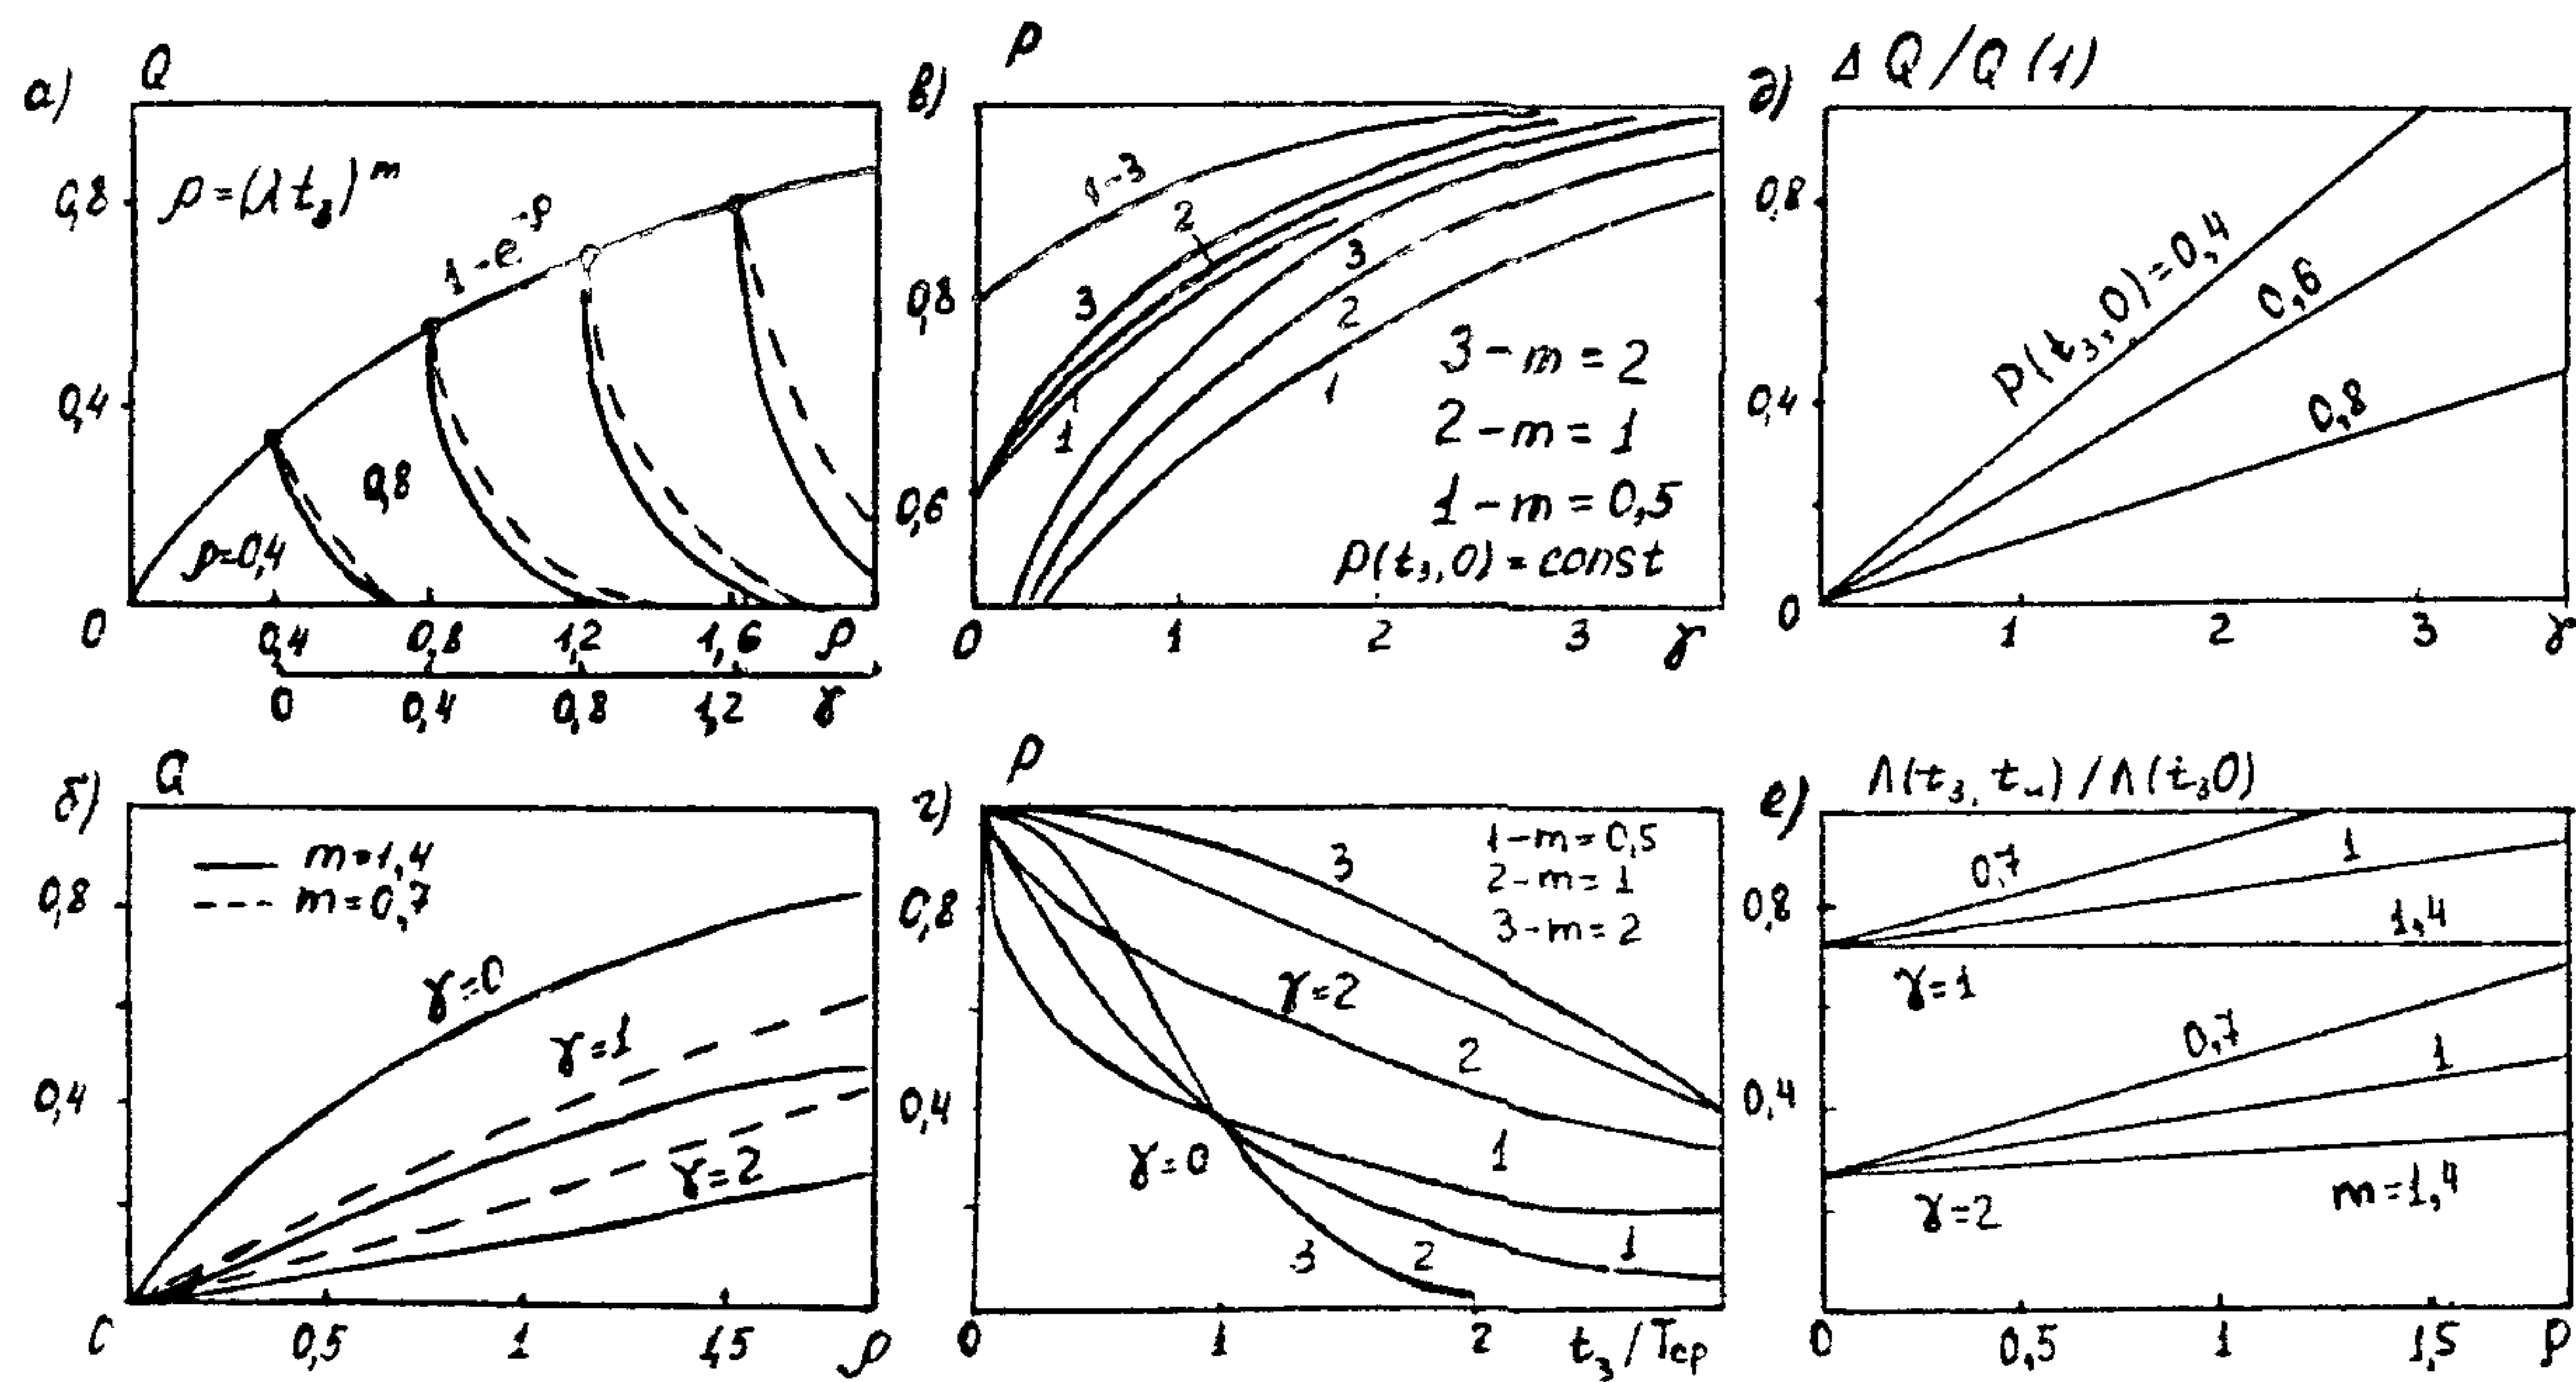 а)
Q
ρ=(λt₃)^m
1-e^-ρ
0,8
0,4
0,8
ρ=0,4
0
0,4
0,8
1,2
1,6
ρ
0
0,4
0,8
1,2
γ
в)
P
1-3
2
3
3
2
1
1
0,8
0,6
3-m=2
2-m=1
1-m=0,5
P(t₃,0)=const
0
1
2
3
γ
д)
ΔQ/Q(1)
0,8
0,4
P(t₃,0)=0,4
0,6
0,8
0
1
2
3
γ
б)
Q
m=1,4
m=0,7
0,8
0,4
γ=0
γ=1
γ=2
0
0,5
1
1,5
ρ
г)
P
1-m=0,5
2-m=1
3-m=2
3
0,8
γ=2
2
0,4
1
γ=0
3
2
1
0
1
2
t₃/Tср
е)
Λ(t₃,tи)/Λ(t₃0)
0,7
1
0,8
1,4
γ=1
0,7
1
0,4
m=1,4
γ=2
0
0,5
1
1,5
ρ